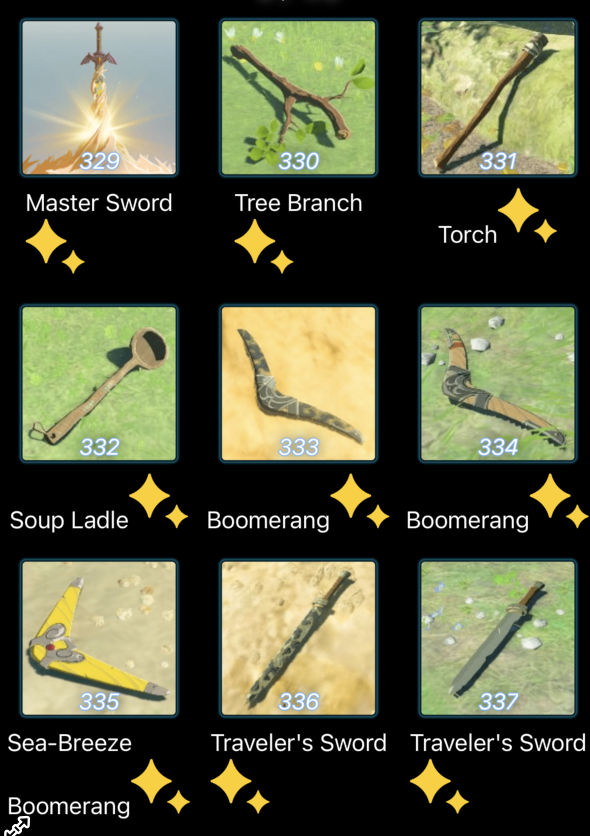 329
330
331
Master Sword
Tree Branch
Torch
332
333
334
Soup Ladle
Boomerang
Boomerang
335
336
337
Sea-Breeze
Boomerang
Traveler's Sword
Traveler's Sword